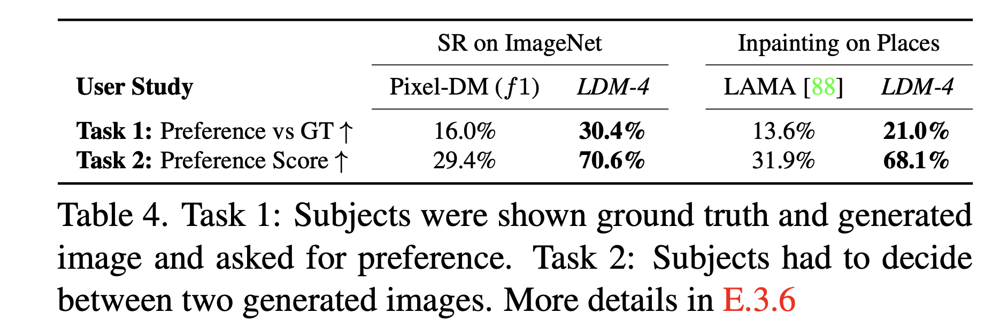 SR on ImageNet Inpainting on Places
User Study Pixel-DM (f1) LDM-4 LAMA [88] LDM-4
Task 1: Preference vs GT ↑ 16.0% 30.4% 13.6% 21.0%
Task 2: Preference Score ↑ 29.4% 70.6% 31.9% 68.1%
Table 4. Task 1: Subjects were shown ground truth and generated
image and asked for preference. Task 2: Subjects had to decide
between two generated images. More details in E.3.6